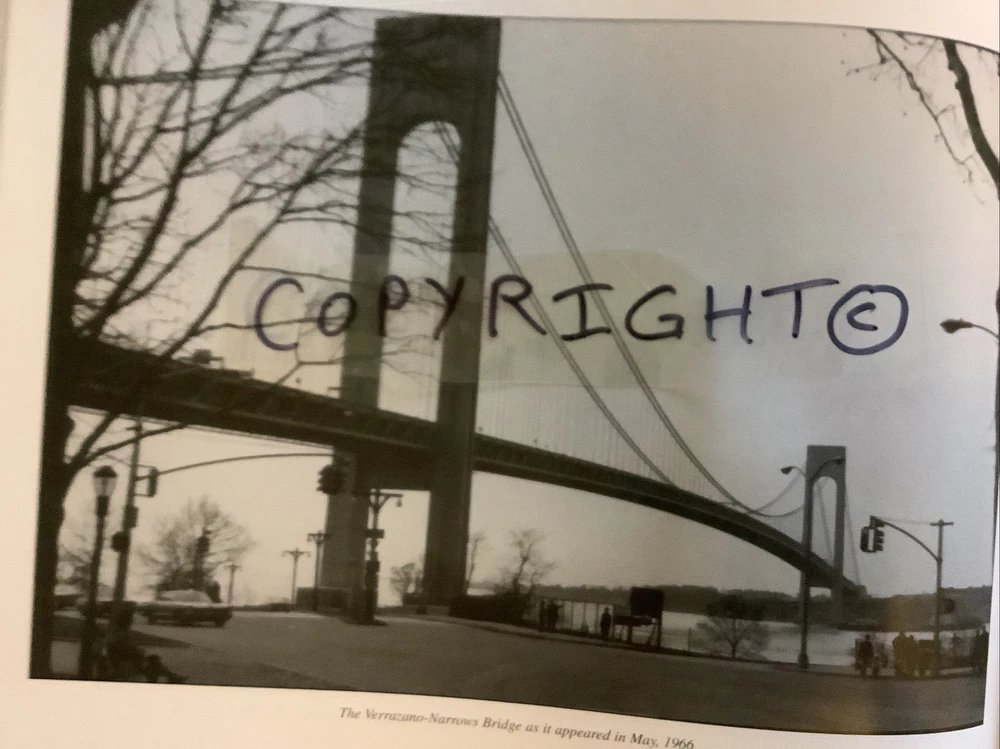 COPYRIGHT©
The Verrazano-Narrows Bridge as it appeared in May, 1966.